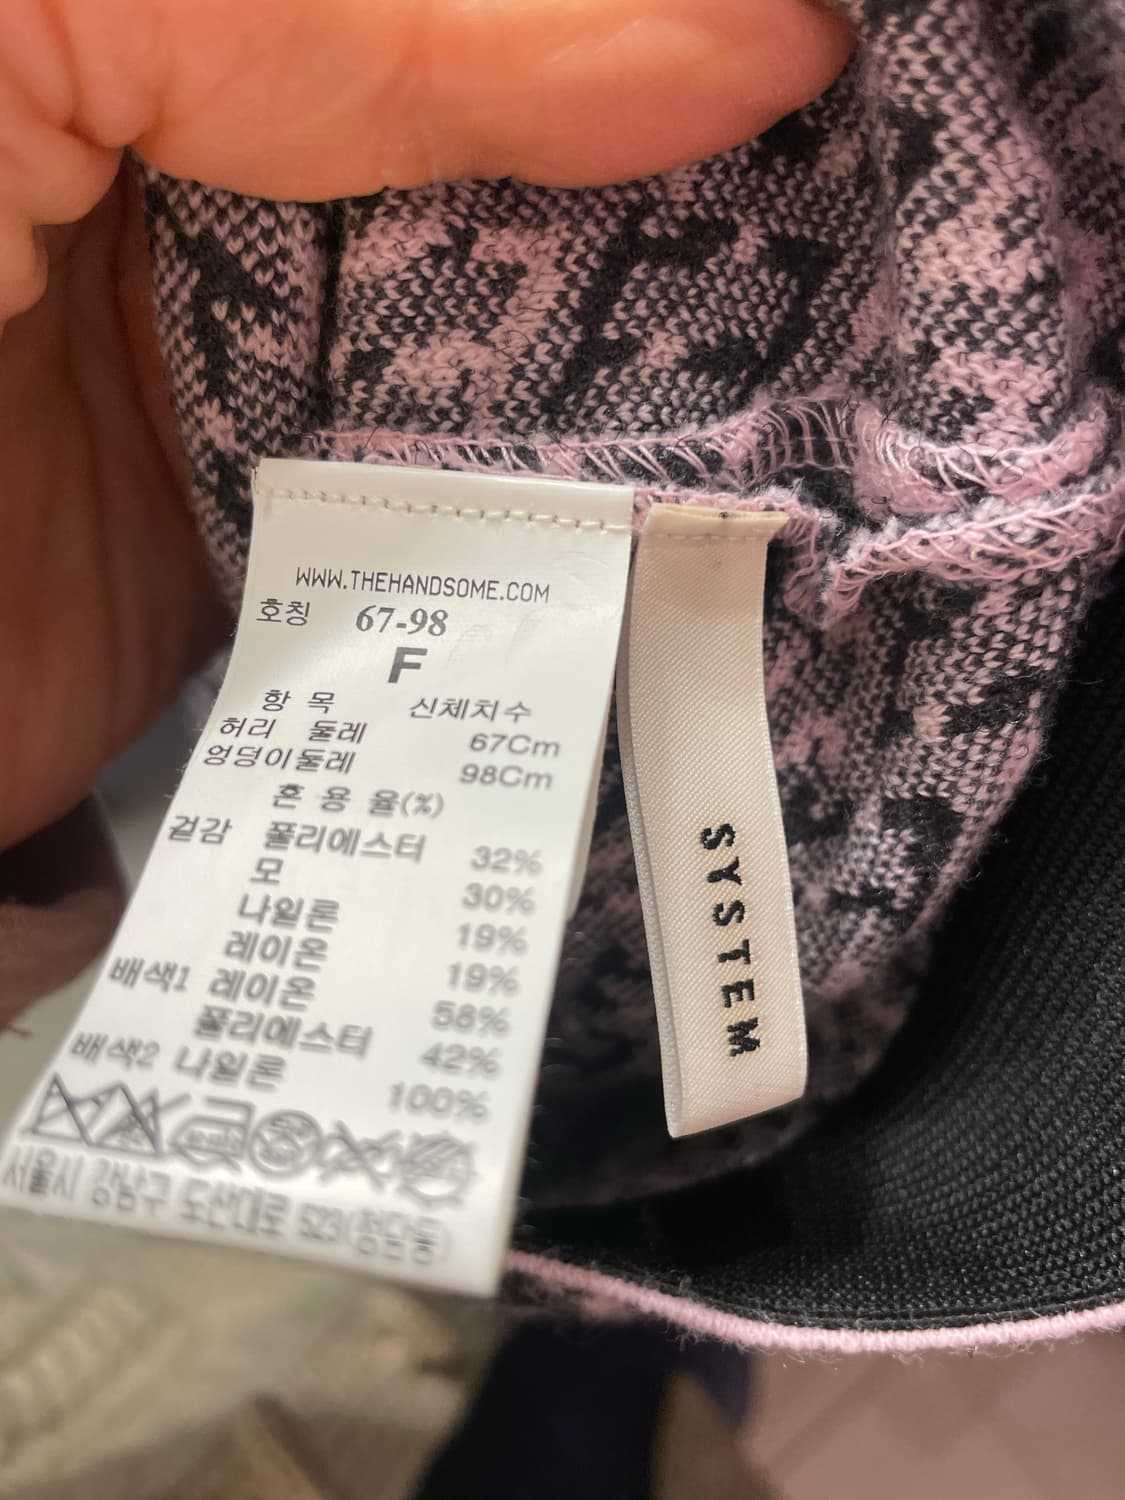 WWW.THEHANDSOME.COM
호칭 67-98
F
항 목 신체치수
허리 둘레 67Cm
엉덩이둘레 98Cm
혼 용 율(%)
겉감 폴리에스터 32%
모 30%
나일론 19%
레이온 19%
배색1 레이온 58%
폴리에스터 42%
배색2 나일론 100%
서울시 강남구 도산대로 523(청담동)
SYSTEM